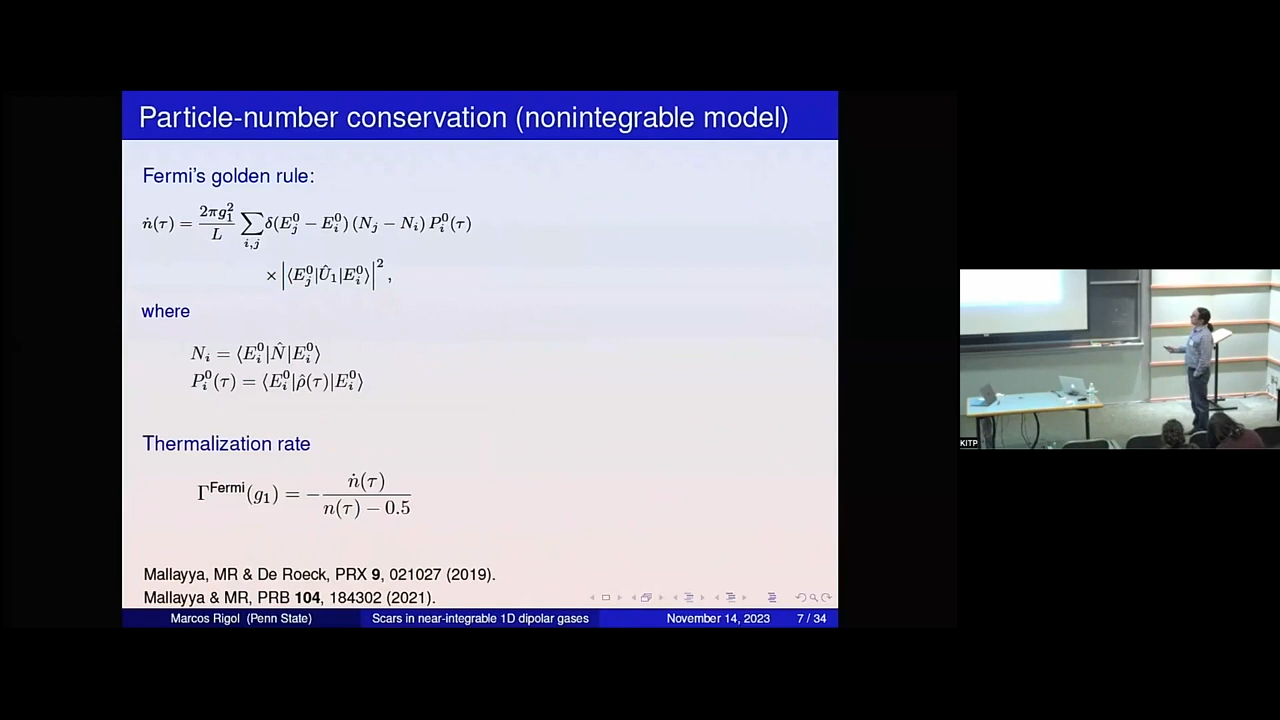 Particle-number conservation (nonintegrable model)
Fermi's golden rule:
ṅ(τ) = 2πg₁²/L ∑_{i,j} δ(E_j^0 − E_i^0) (N_j − N_i) P_i^0(τ)
× |⟨E_j^0|Û₁|E_i^0⟩|²,
where
N_i = ⟨E_i^0|N̂|E_i^0⟩
P_i^0(τ) = ⟨E_i^0|ρ̂(τ)|E_i^0⟩
Thermalization rate
Γ^Fermi(g₁) = − ṅ(τ) / n(τ) − 0.5
Mallayya, MR & De Roeck, PRX 9, 021027 (2019).
Mallayya & MR, PRB 104, 184302 (2021).
Marcos Rigol (Penn State) Scars in near-integrable 1D dipolar gases November 14, 2023 7 / 34
KITP